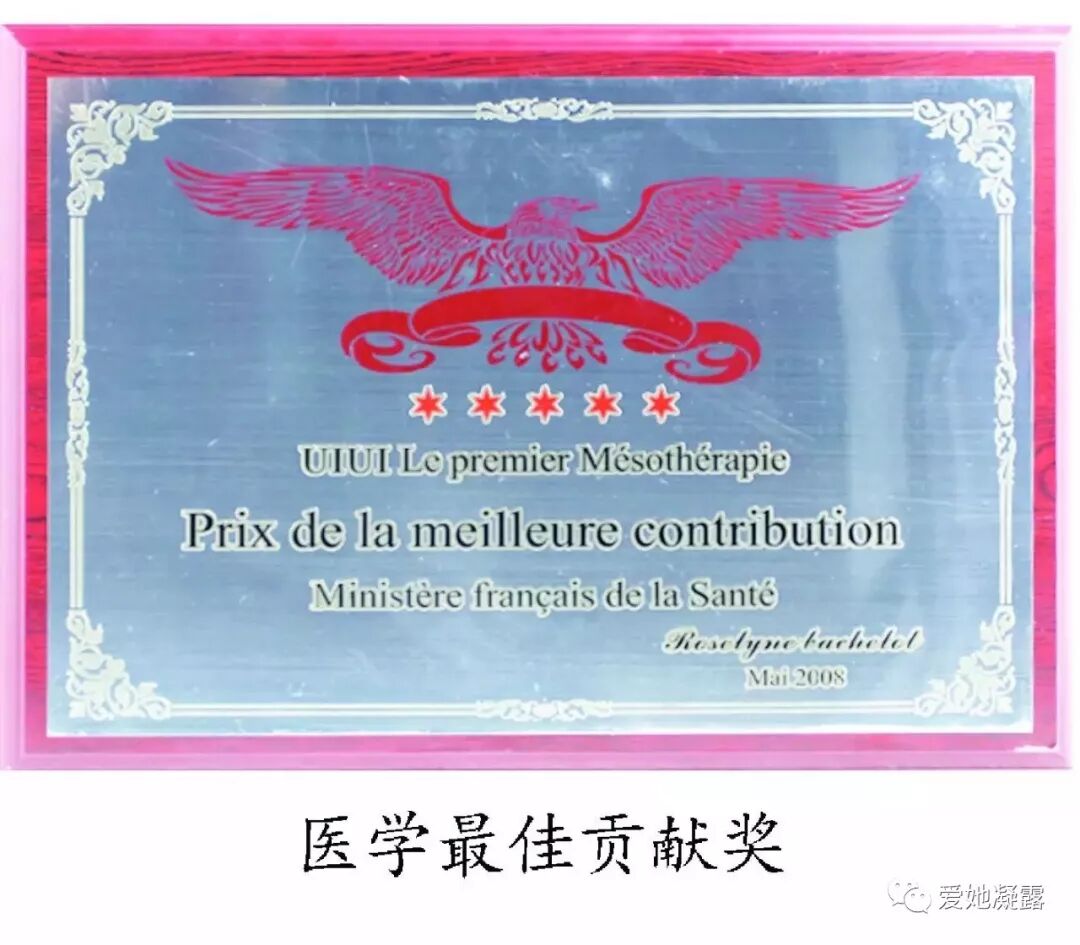 UIUI Le premier Mésothérapie
Prix de la meilleure contribution
Ministère français de la Santé
Roselyne bachelot
Mai 2008
医学最佳贡献奖
爱她凝露